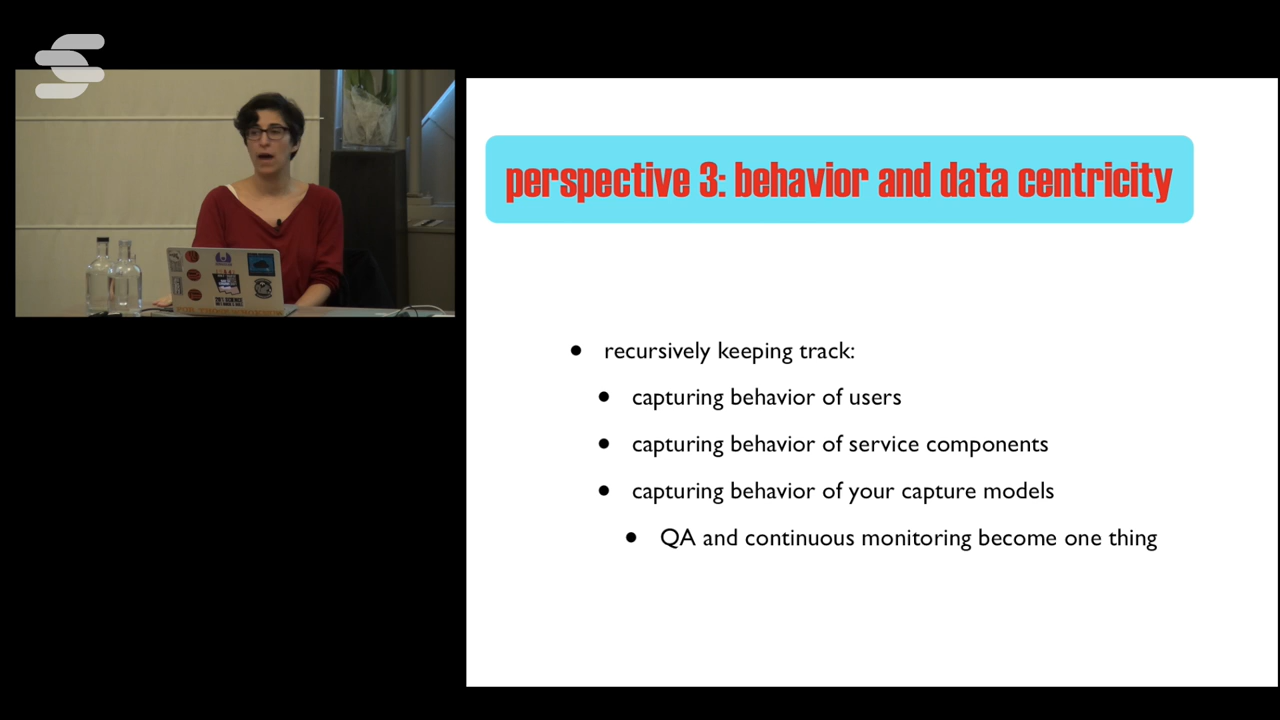 perspective 3: behavior and data centricity
recursively keeping track:
capturing behavior of users
capturing behavior of service components
capturing behavior of your capture models
QA and continuous monitoring become one thing